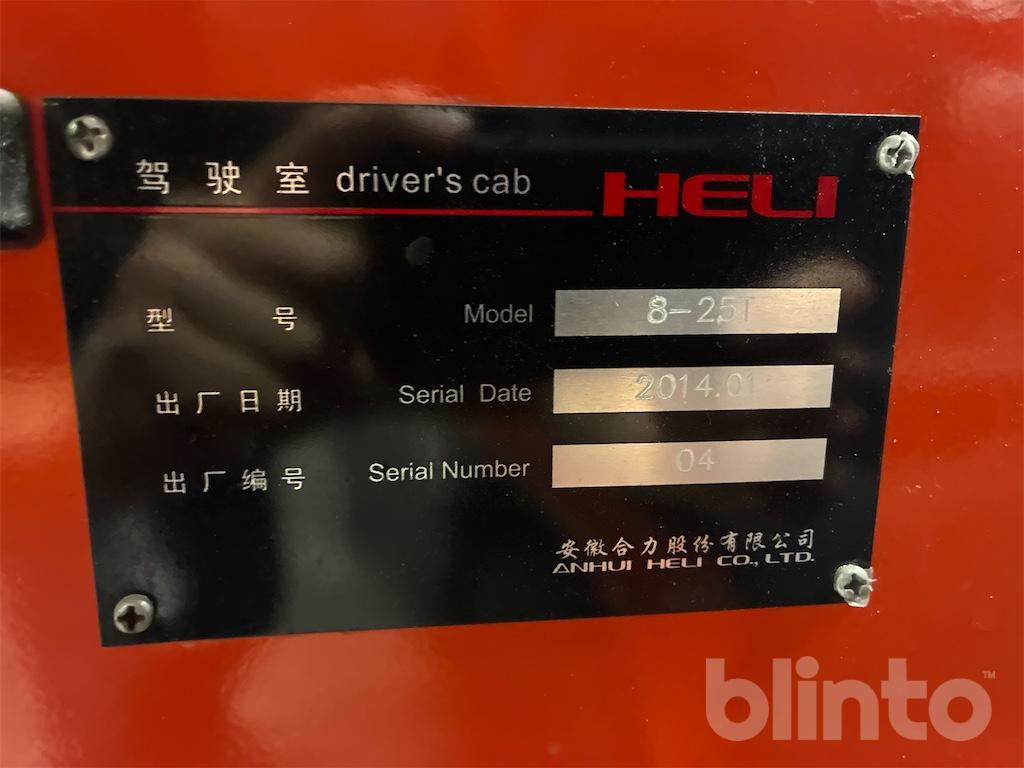 驾驶室 driver's cab HELI
型号 Model 8-25T
出厂日期 Serial Date 2014.01
出厂编号 Serial Number 04
安徽合力股份有限公司
ANHUI HELI CO., LTD.
blinto™